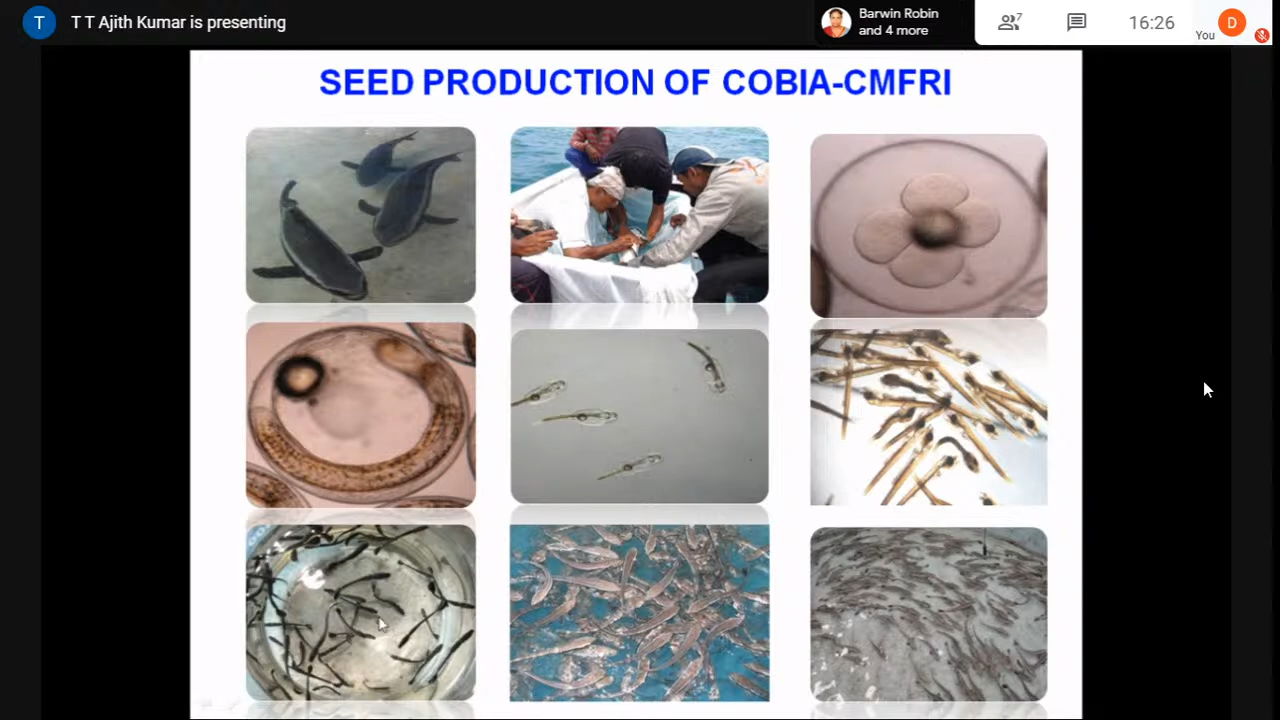 T
T T Ajith Kumar is presenting
Barwin Robin
and 4 more
7
16:26
You
D
SEED PRODUCTION OF COBIA-CMFRI